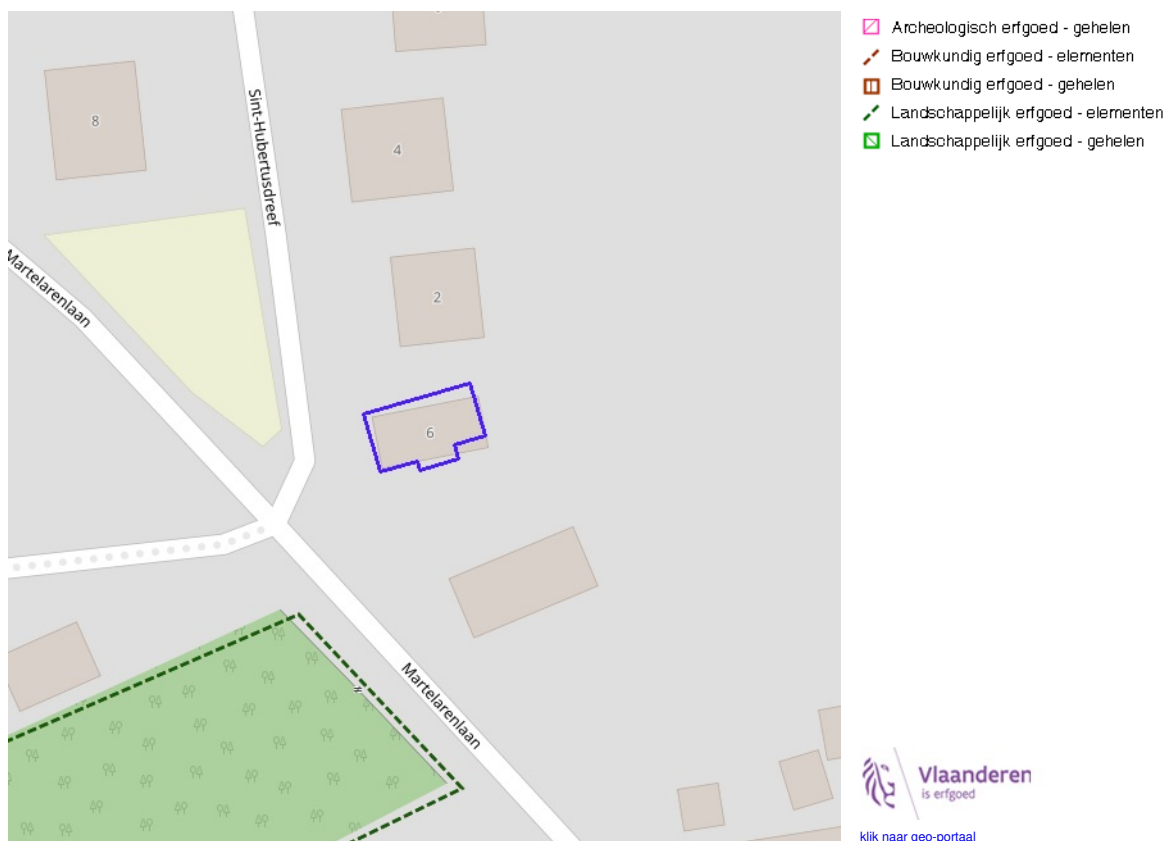 Archeologisch erfgoed - gehelen
Bouwkundig erfgoed - elementen
Bouwkundig erfgoed - gehelen
Landschappelijk erfgoed - elementen
Landschappelijk erfgoed - gehelen
8
4
Sint-Hubertusdreef
Martelarenlaan
2
6
Martelarenlaan
Vlaanderen
is erfgoed
klik naar geo-portaal